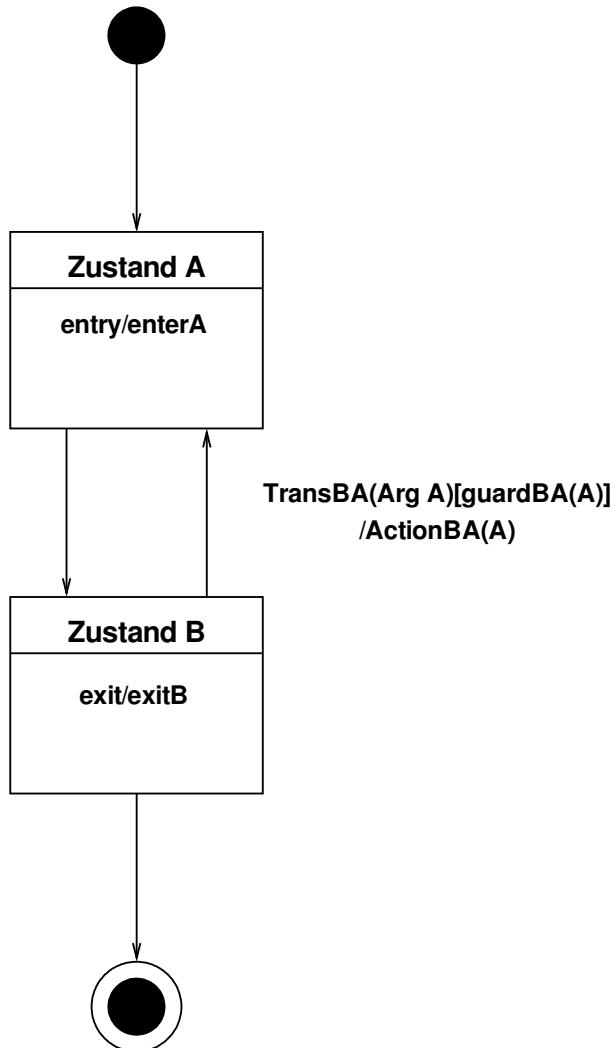 Zustand A
entry/enterA
TransBA(Arg A)[guardBA(A)]
/ActionBA(A)
Zustand B
exit/exitB